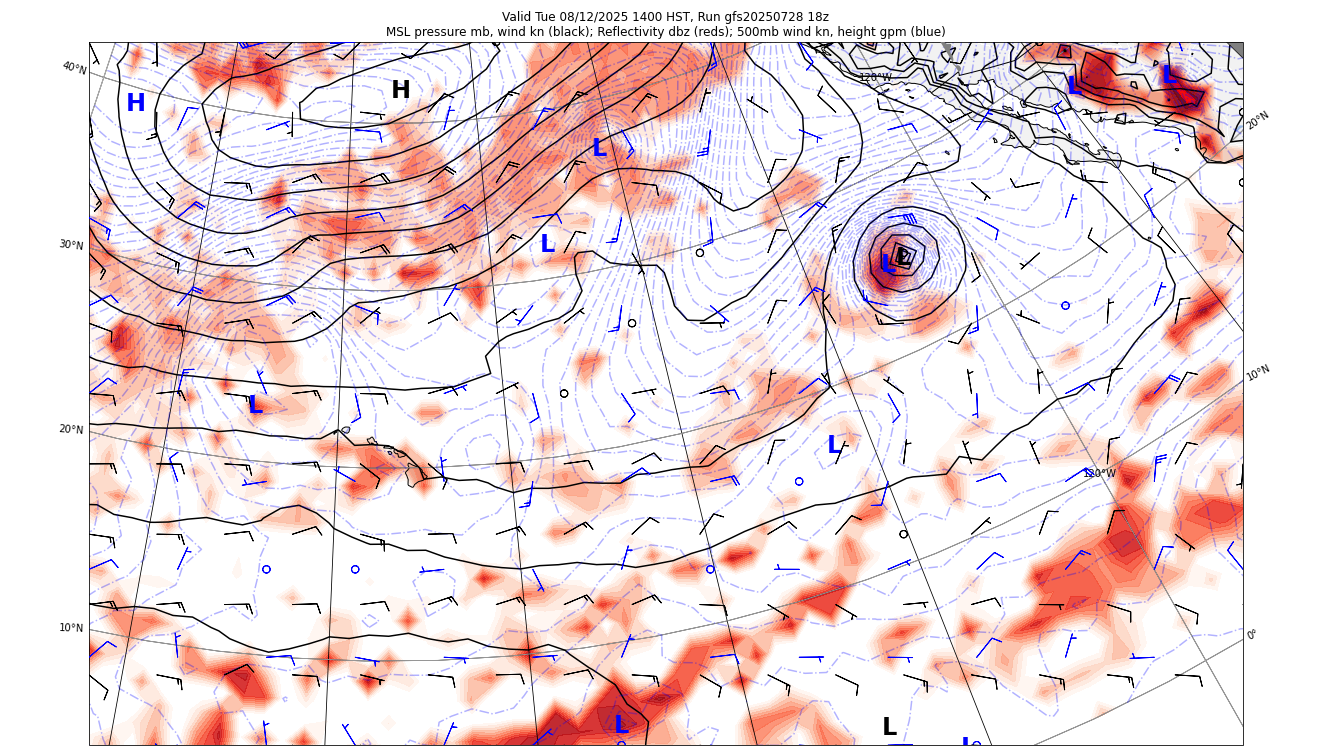 Valid Tue 08/12/2025 1400 HST, Run gfs20250728 18z
MSL pressure mb, wind kn (black); Reflectivity dbz (reds); 500mb wind kn, height gpm (blue)
40°N
120°W
20°N
H
H
L
L
L
30°N
L
L
L
10°N
L
20°N
L
120°W
10°N
0°
L
L
L